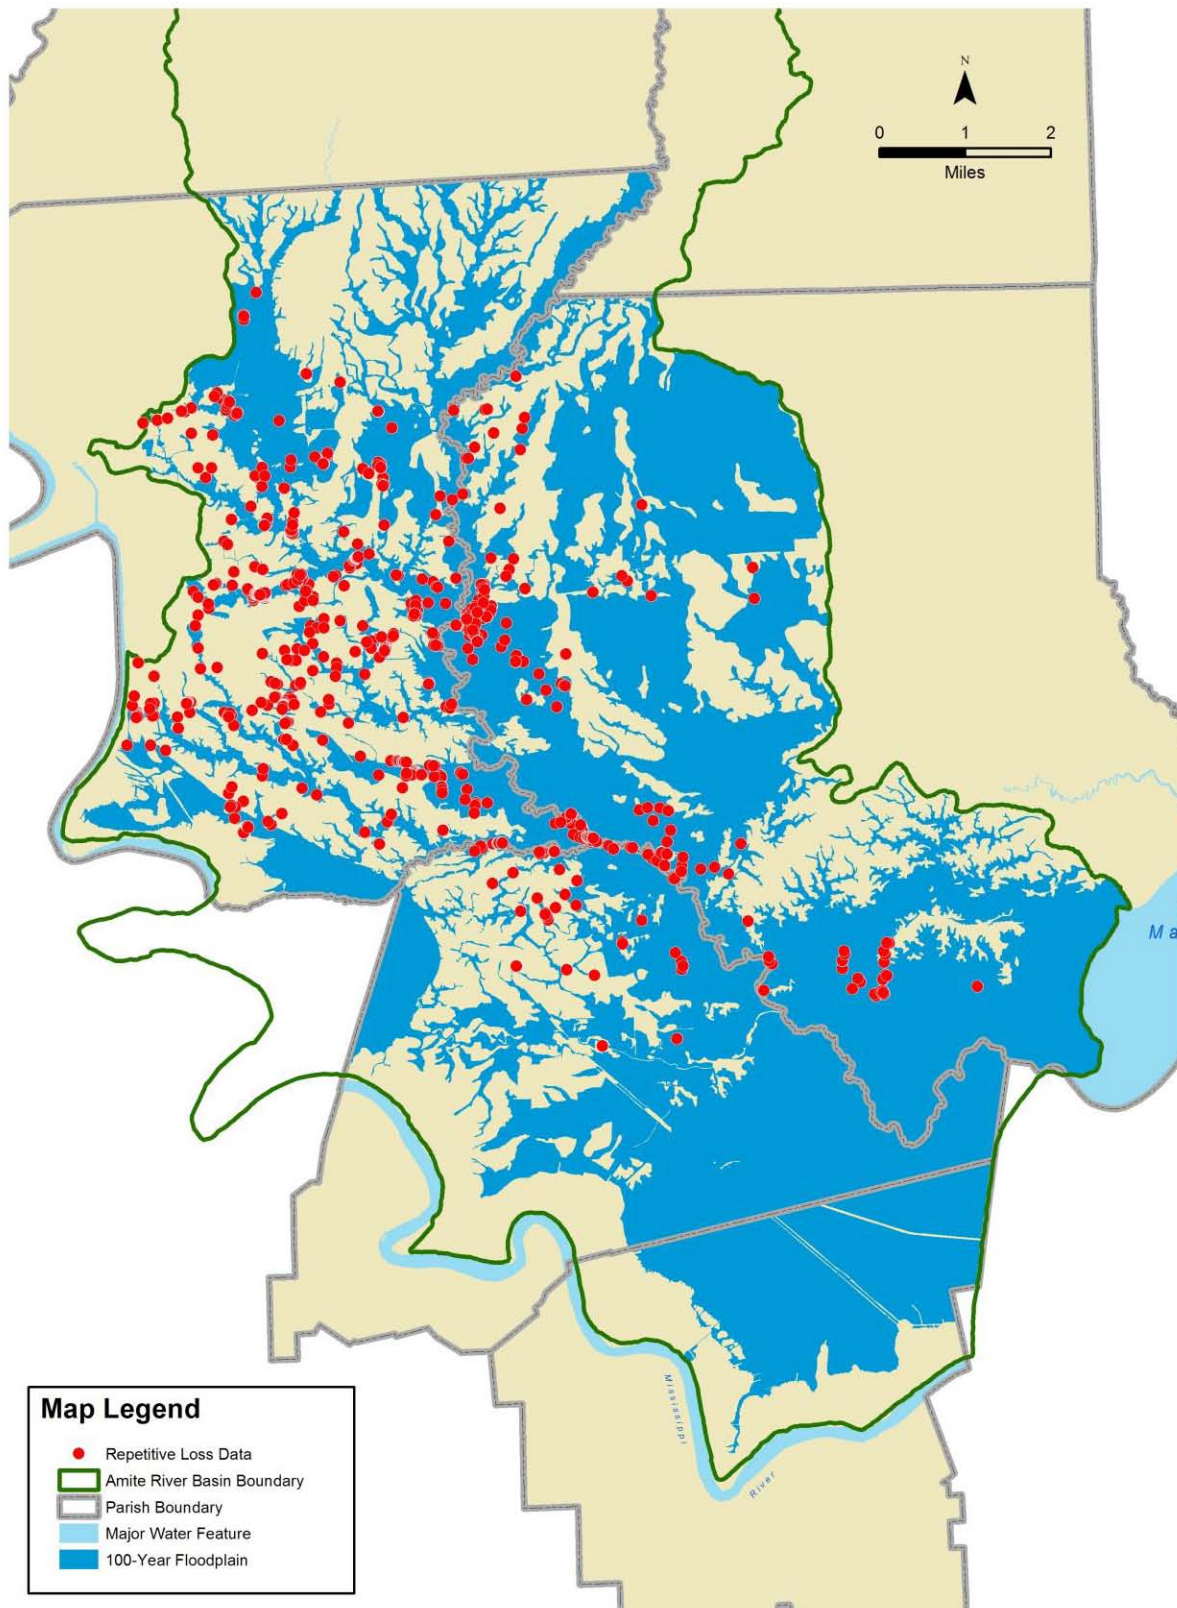 N
0 1 2
Miles
Ma
Mississippi
River
Map Legend
Repetitive Loss Data
Amite River Basin Boundary
Parish Boundary
Major Water Feature
100-Year Floodplain